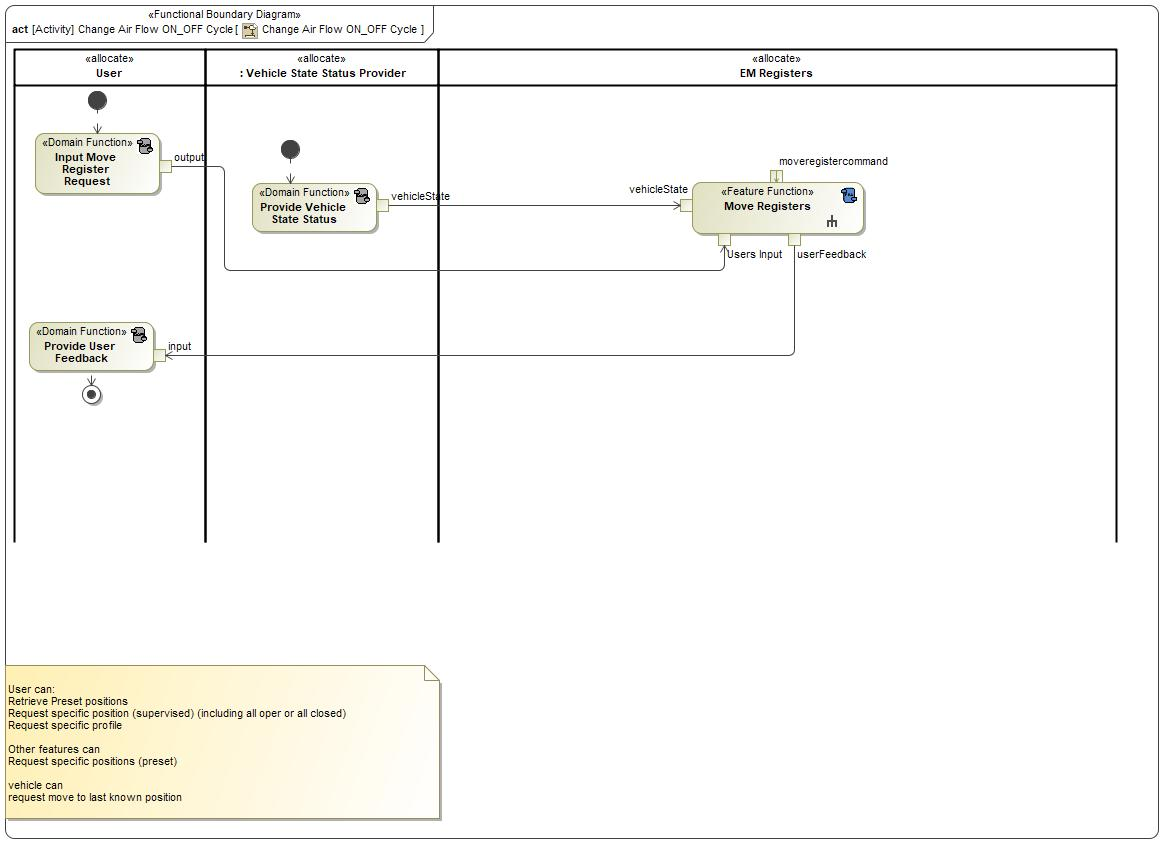 «Functional Boundary Diagram»
act [Activity] Change Air Flow ON_OFF Cycle[ Change Air Flow ON_OFF Cycle ]
«allocate»
User
«allocate»
: Vehicle State Status Provider
«allocate»
EM Registers
«Domain Function»
Input Move
Register
Request
output
«Domain Function»
Provide Vehicle
State Status
vehicleState
vehicleState
moveregistercommand
«Feature Function»
Move Registers
Users Input
userFeedback
«Domain Function»
Provide User
Feedback
input
User can:
Retrieve Preset positions
Request specific position (supervised) (including all oper or all closed)
Request specific profile
Other features can
Request specific positions (preset)
vehicle can
request move to last known position